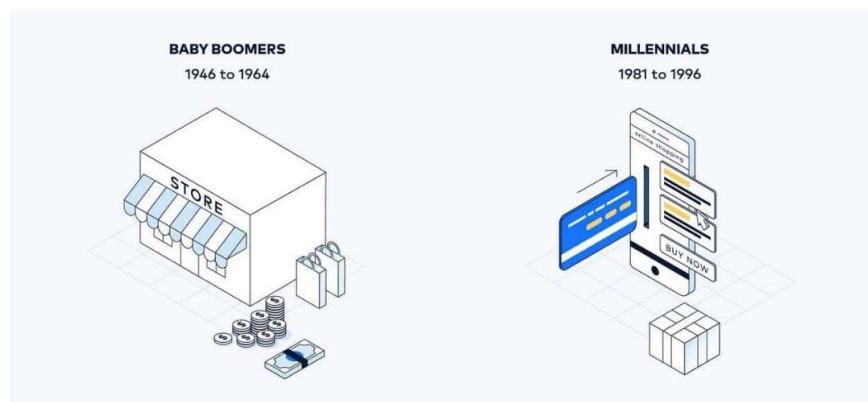 BABY BOOMERS
1946 to 1964
STORE
$
$
$
$
$
$
MILLENNIALS
1981 to 1996
online shopping
BUY NOW